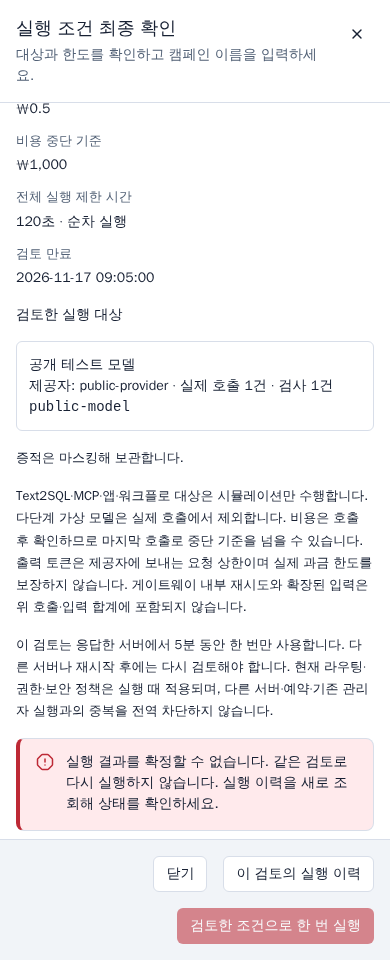 실행 조건 최종 확인
대상과 한도를 확인하고 캠페인 이름을 입력하세
요.
₩0.5
비용 중단 기준
₩1,000
전체 실행 제한 시간
120초 · 순차 실행
검토 만료
2026-11-17 09:05:00
검토한 실행 대상
공개 테스트 모델
제공자: public-provider · 실제 호출 1건 · 검사 1건
public-model
증적은 마스킹해 보관합니다.
Text2SQL·MCP·앱·워크플로 대상은 시뮬레이션만 수행합니다.
다단계 가상 모델은 실제 호출에서 제외합니다. 비용은 호출
후 확인하므로 마지막 호출로 중단 기준을 넘을 수 있습니다.
출력 토큰은 제공자에 보내는 요청 상한이며 실제 과금 한도를
보장하지 않습니다. 게이트웨이 내부 재시도와 확장된 입력은
위 호출·입력 합계에 포함되지 않습니다.
이 검토는 응답한 서버에서 5분 동안 한 번만 사용합니다. 다
른 서버나 재시작 후에는 다시 검토해야 합니다. 현재 라우팅·
권한·보안 정책은 실행 때 적용되며, 다른 서버·예약·기존 관리
자 실행과의 중복을 전역 차단하지 않습니다.
실행 결과를 확정할 수 없습니다. 같은 검토로
다시 실행하지 않습니다. 실행 이력을 새로 조
회해 상태를 확인하세요.
닫기
이 검토의 실행 이력
검토한 조건으로 한 번 실행